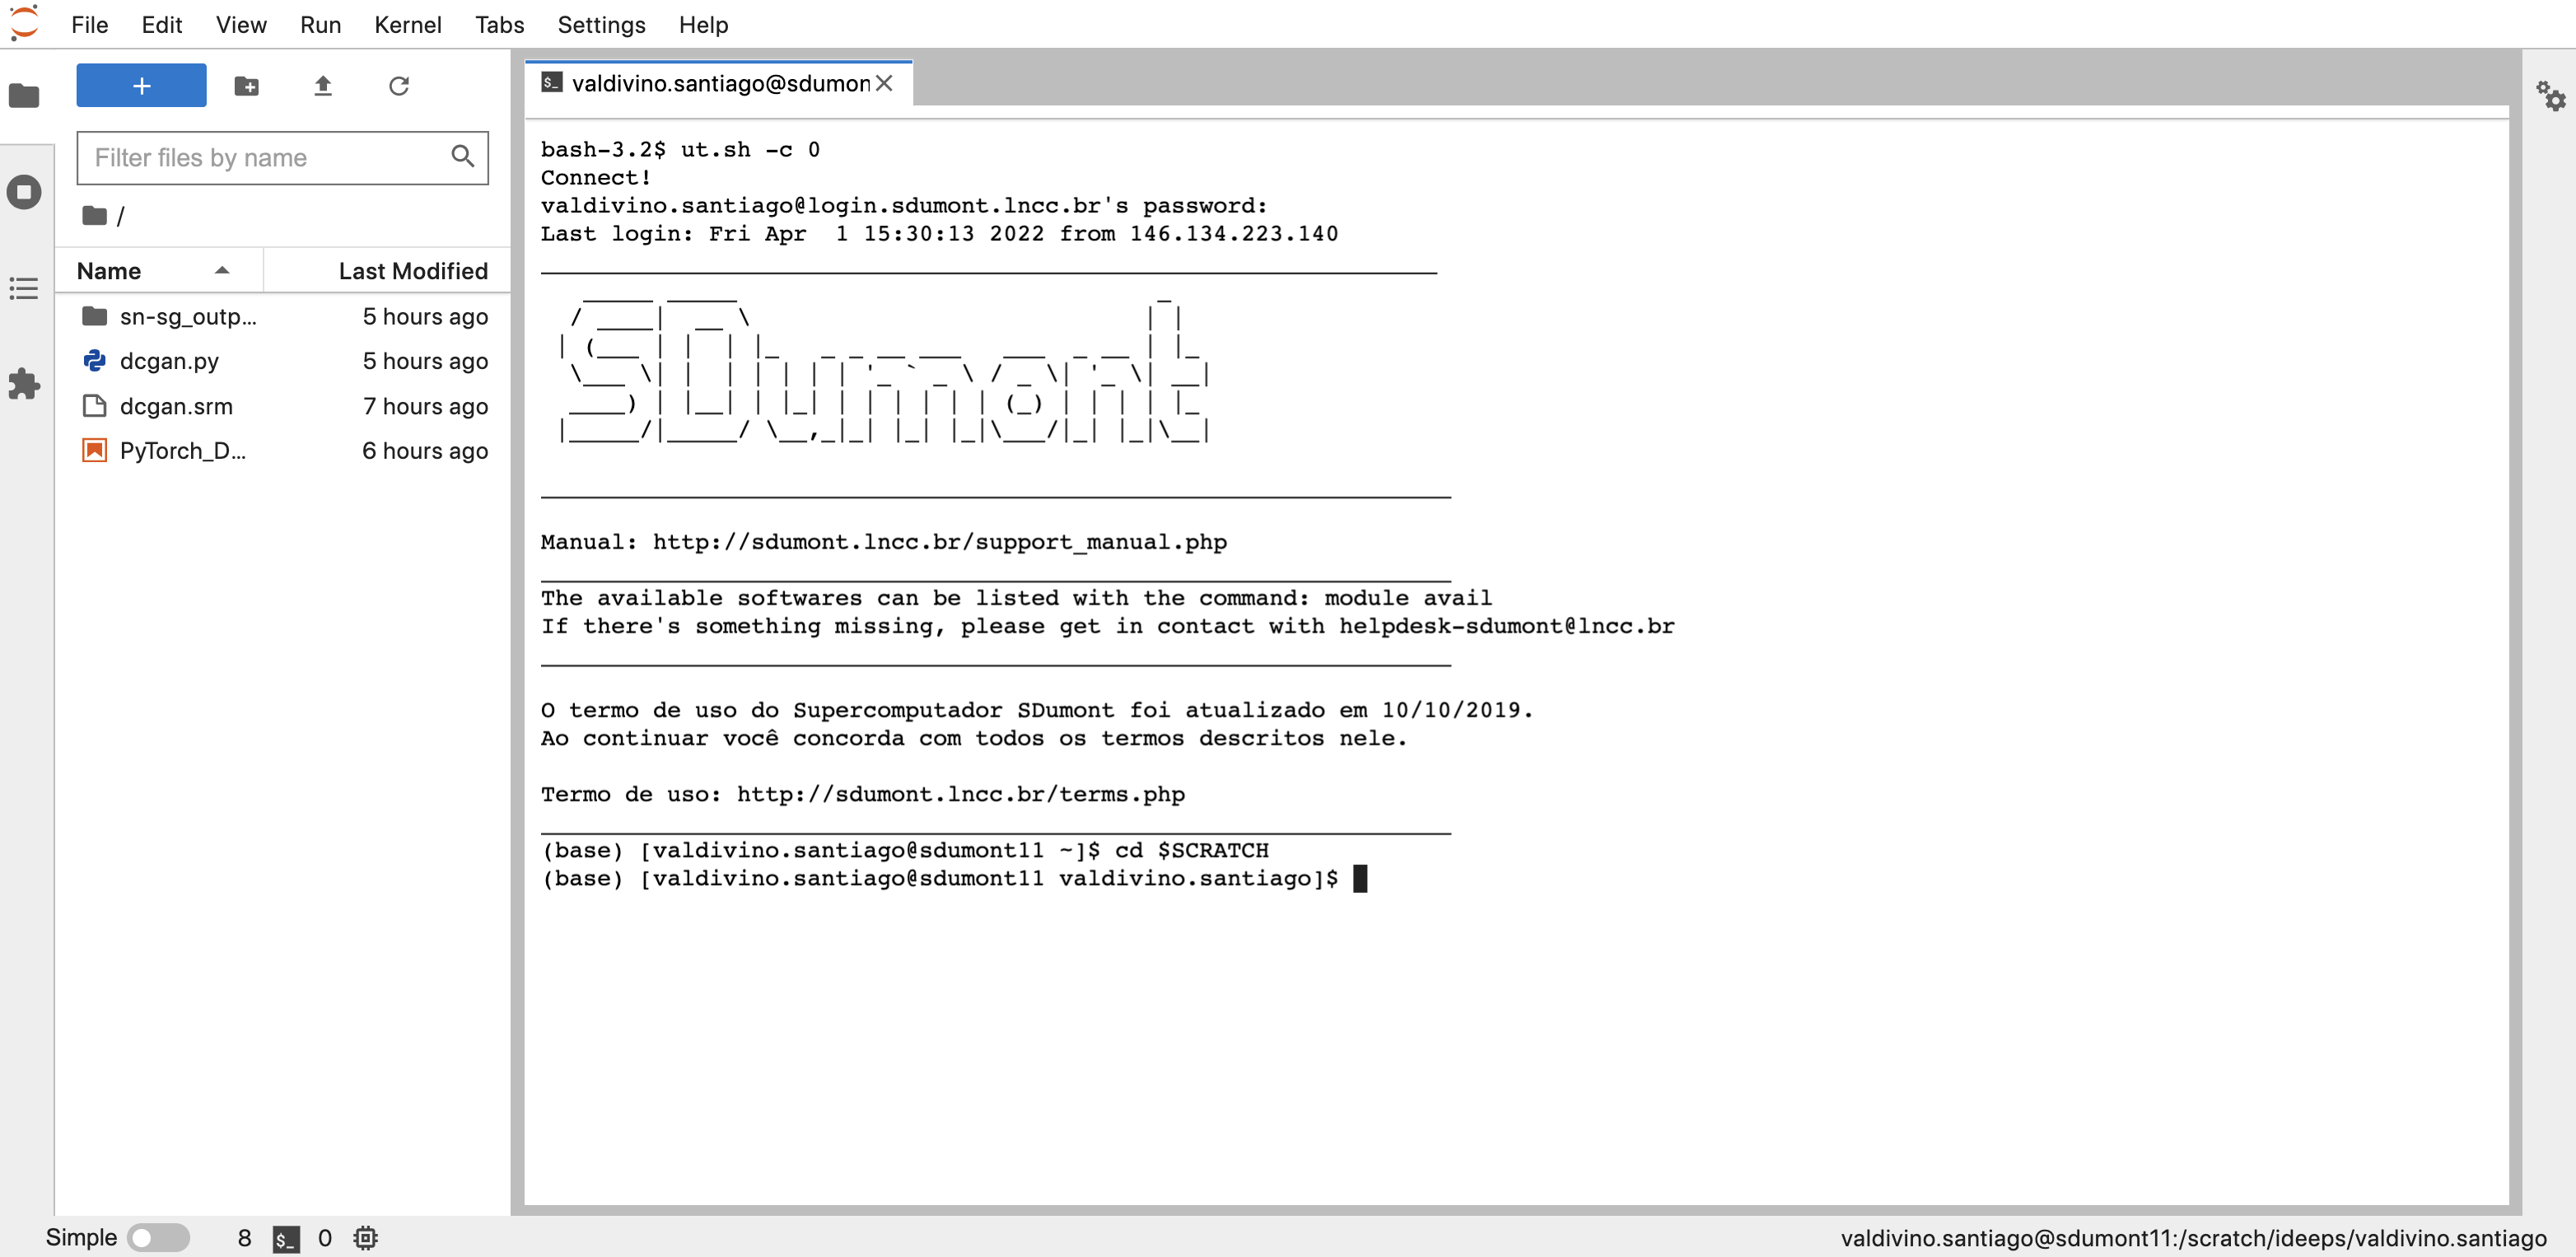 File Edit View Run Kernel Tabs Settings Help
+
Filter files by name
/
Name Last Modified
sn-sg_outp... 5 hours ago
dcgan.py 5 hours ago
dcgan.srm 7 hours ago
PyTorch_D... 6 hours ago
valdivino.santiago@sdumon
bash-3.2$ ut.sh -c 0
Connect!
valdivino.santiago@login.sdumont.lncc.br's password:
Last login: Fri Apr  1 15:30:13 2022 from 146.134.223.140
SDumont
Manual: http://sdumont.lncc.br/support_manual.php
The available softwares can be listed with the command: module avail
If there's something missing, please get in contact with helpdesk-sdumont@lncc.br
O termo de uso do Supercomputador SDumont foi atualizado em 10/10/2019.
Ao continuar você concorda com todos os termos descritos nele.
Termo de uso: http://sdumont.lncc.br/terms.php
(base) [valdivino.santiago@sdumont11 ~]$ cd $SCRATCH
(base) [valdivino.santiago@sdumont11 valdivino.santiago]$
Simple 8 $_ 0
valdivino.santiago@sdumont11:/scratch/ideeps/valdivino.santiago